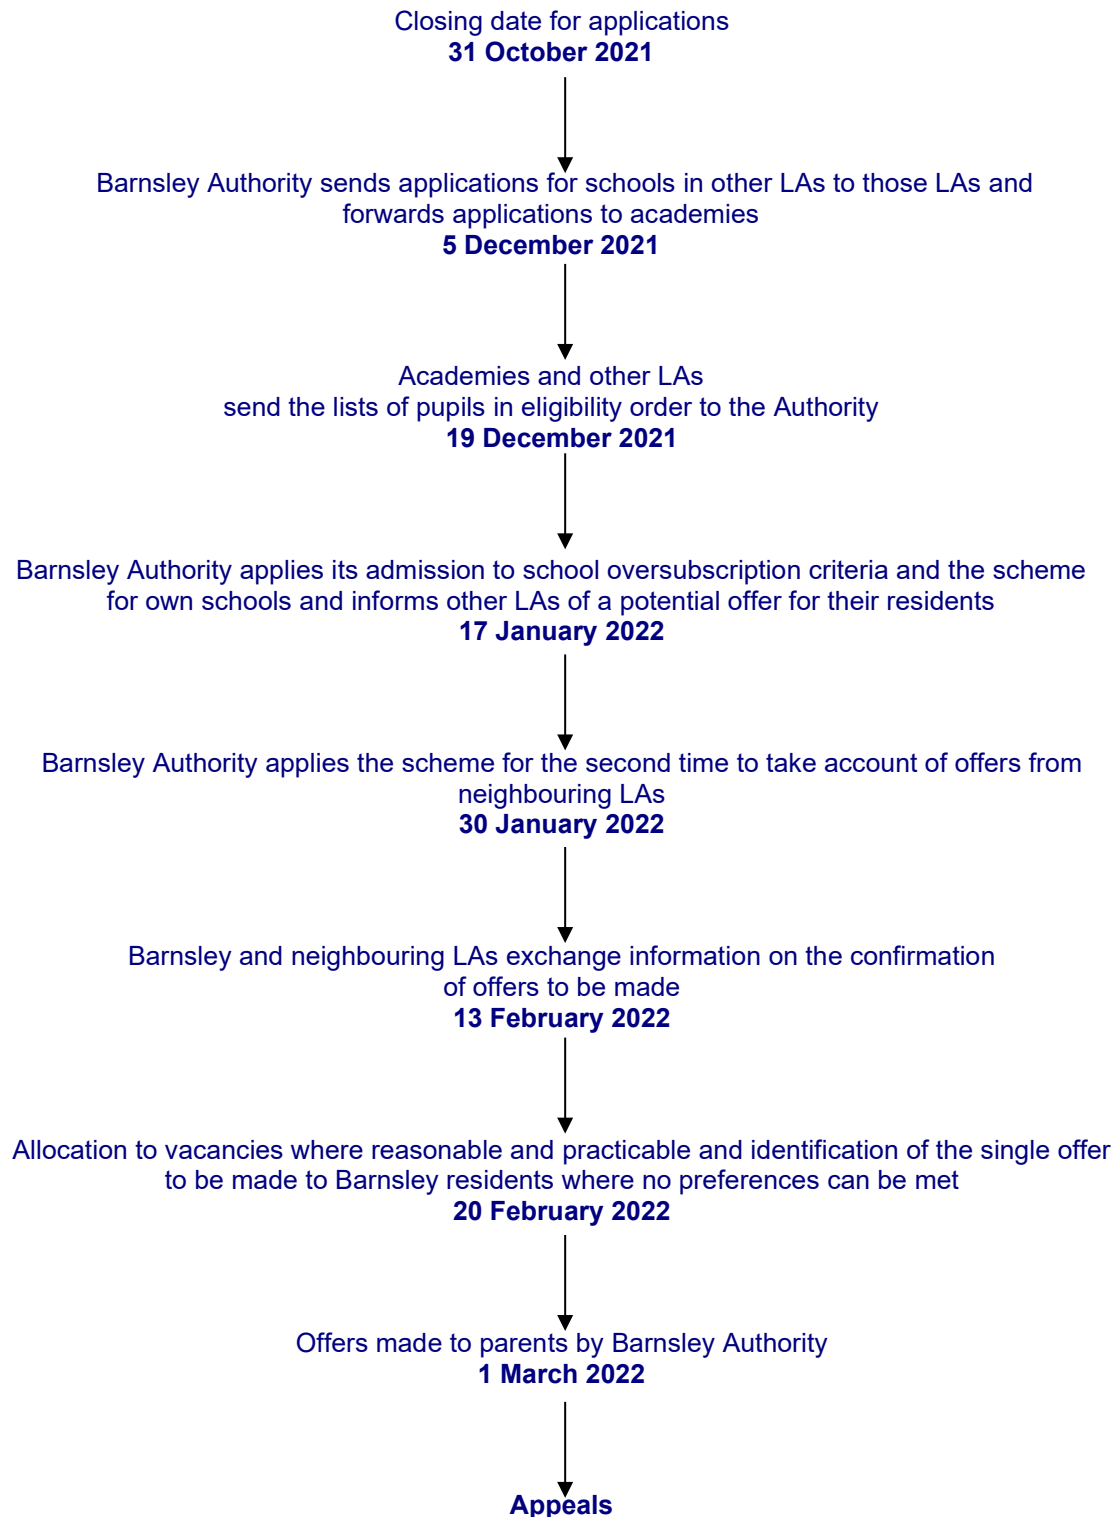 Closing date for applications
31 October 2021
Barnsley Authority sends applications for schools in other LAs to those LAs and
forwards applications to academies
5 December 2021
Academies and other LAs
send the lists of pupils in eligibility order to the Authority
19 December 2021
Barnsley Authority applies its admission to school oversubscription criteria and the scheme
for own schools and informs other LAs of a potential offer for their residents
17 January 2022
Barnsley Authority applies the scheme for the second time to take account of offers from
neighbouring LAs
30 January 2022
Barnsley and neighbouring LAs exchange information on the confirmation
of offers to be made
13 February 2022
Allocation to vacancies where reasonable and practicable and identification of the single offer
to be made to Barnsley residents where no preferences can be met
20 February 2022
Offers made to parents by Barnsley Authority
1 March 2022
Appeals